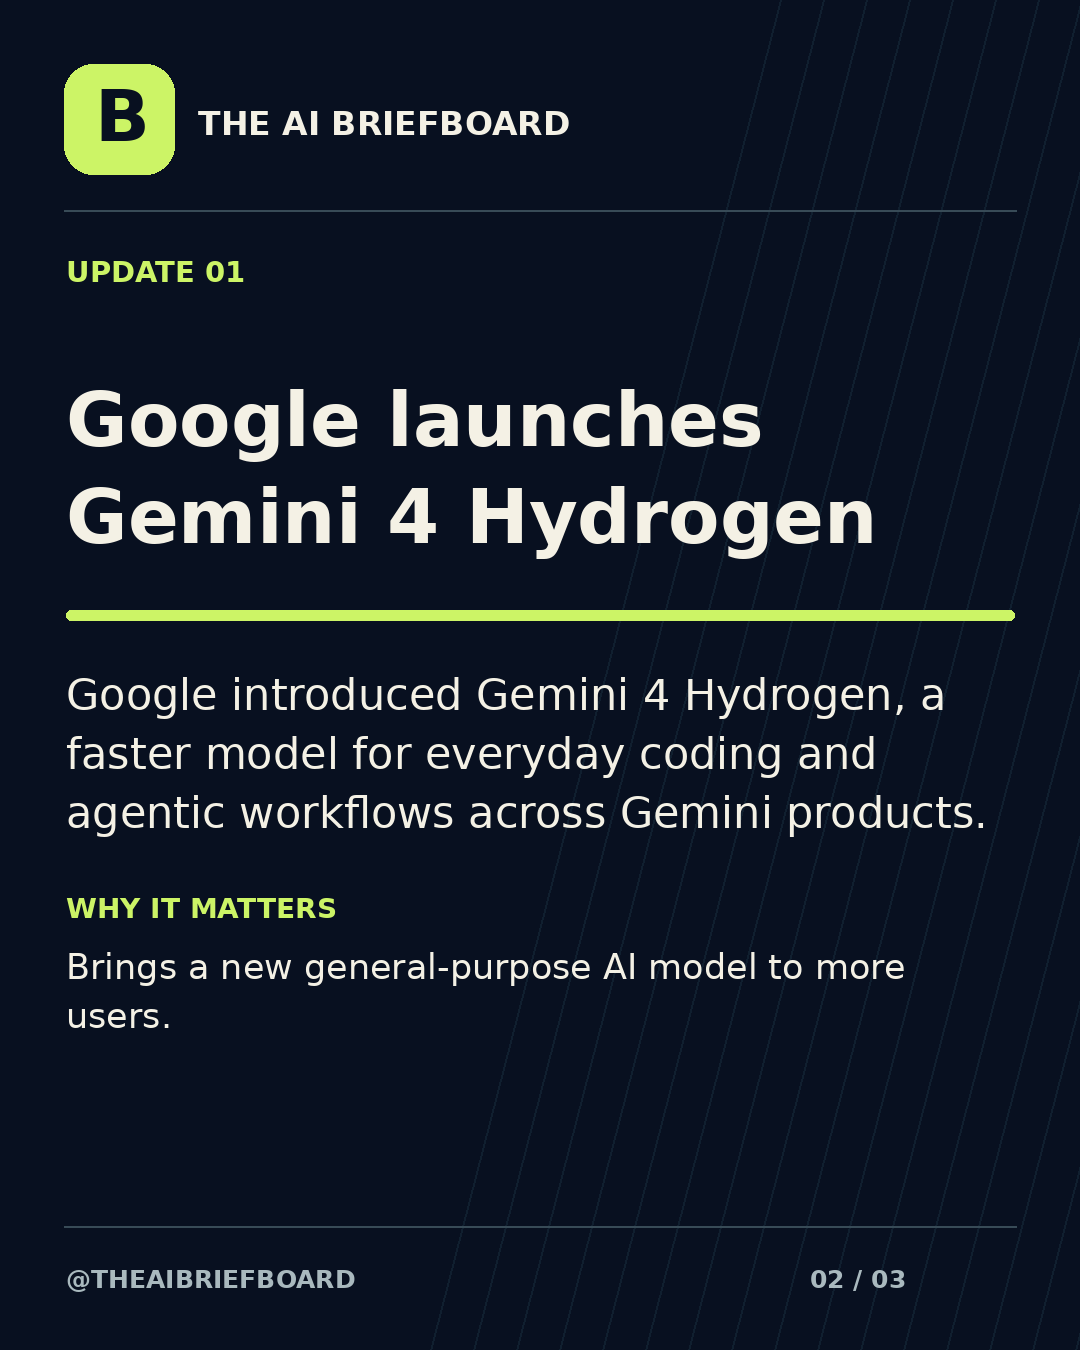 B
THE AI BRIEFBOARD
UPDATE 01
Google launches
Gemini 4 Hydrogen
Google introduced Gemini 4 Hydrogen, a
faster model for everyday coding and
agentic workflows across Gemini products.
WHY IT MATTERS
Brings a new general-purpose AI model to more
users.
@THEAIBRIEFBOARD
02 / 03